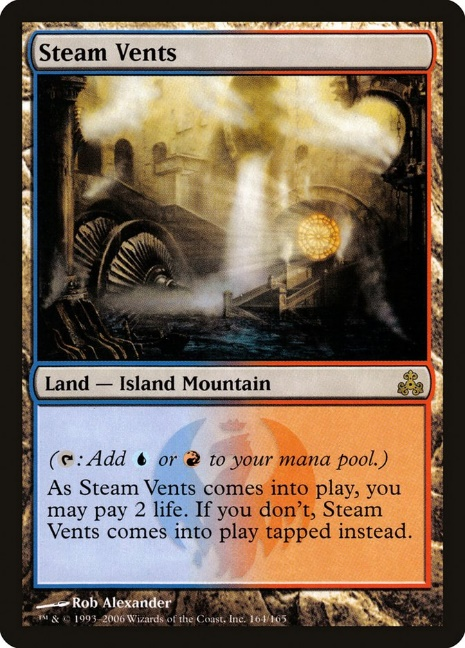 Steam Vents
Land — Island Mountain
(: Add or to your mana pool.)
As Steam Vents comes into play, you
may pay 2 life. If you don't, Steam
Vents comes into play tapped instead.
Rob Alexander
™ & © 1993–2006 Wizards of the Coast, Inc. 164/165